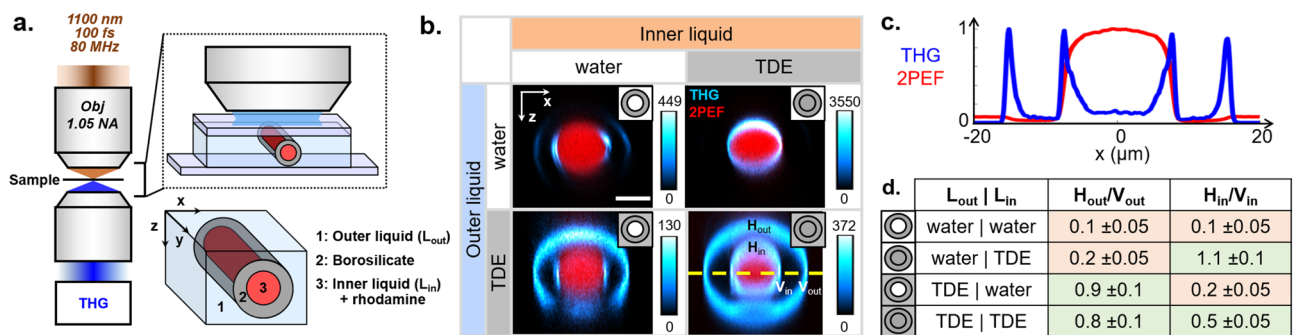 a.
1100 nm
100 fs
80 MHz
Obj
1.05 NA
Sample
THG
x
y
z
1
2
3
1: Outer liquid (Lout)
2: Borosilicate
3: Inner liquid (Lin)
+ rhodamine
b.
Inner liquid
water
TDE
Outer liquid
water
TDE
x
z
449
0
THG
2PEF
3550
0
130
0
Hout
Hin
Vin
Vout
372
0
c.
THG
2PEF
1
0
-20
0
20
x (µm)
d.
Lout | Lin
Hout/Vout
Hin/Vin
water | water
0.1 ±0.05
0.1 ±0.05
water | TDE
0.2 ±0.05
1.1 ±0.1
TDE | water
0.9 ±0.1
0.2 ±0.05
TDE | TDE
0.8 ±0.1
0.5 ±0.05